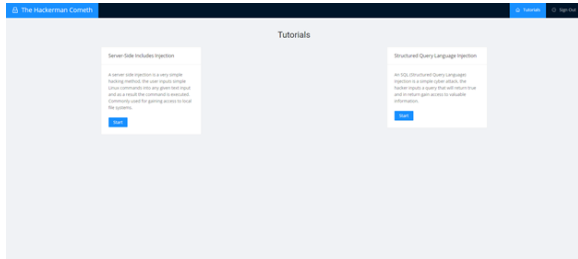 The Hackerman Cometh
Tutorials
Sign Out
Tutorials
Server-Side Includes Injection
A server-side injection is a very simple
hacking method, the user inputs simple
Linux commands into any given text input
and as a result the command is executed.
Commonly used for gaining access to local
file systems.
Start
Structured Query Language Injection
An SQL (Structured Query Language)
injection is a simple cyber-attack, the
hacker inputs a query that will return true
and in return gain access to valuable
information.
Start